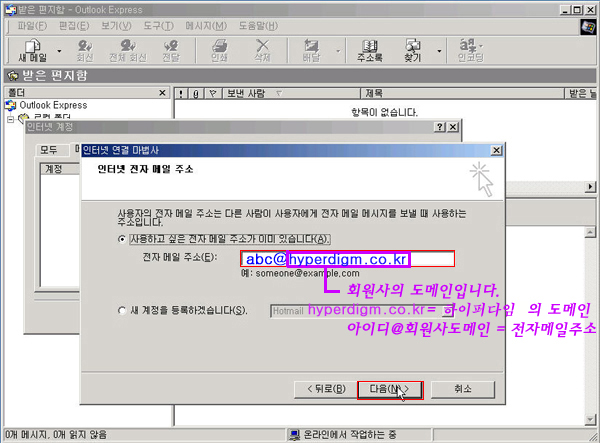 받은 편지함 - Outlook Express
파일(F) 편집(E) 보기(V) 도구(T) 메시지(M) 도움말(H)
새 메일 회신 전체 회신 전달 인쇄 삭제 배달 주소록 찾기 인코딩
받은 편지함
폴더 ! 보낸 사람 제목 받은 날
Outlook Express
항목이 없습니다.
로컬 폴더
인터넷 계정
모두
계정
인터넷 연결 마법사
인터넷 전자 메일 주소
사용자의 전자 메일 주소는 다른 사람이 사용자에게 전자 메일 메시지를 보낼 때 사용하는
주소입니다.
사용하고 싶은 전자 메일 주소가 이미 있습니다(A).
전자 메일 주소(E): abc@hyperdigm.co.kr
예: someone@example.com
회원사의 도메인입니다.
새 계정을 등록하겠습니다(S). Hotmail hyperdigm.co.kr = 하이퍼다임 의 도메인
아이디@회원사도메인 = 전자메일주소
< 뒤로(B) 다음(N) > 취소
0개 메시지, 0개 읽지 않음 온라인에서 작업하는 중